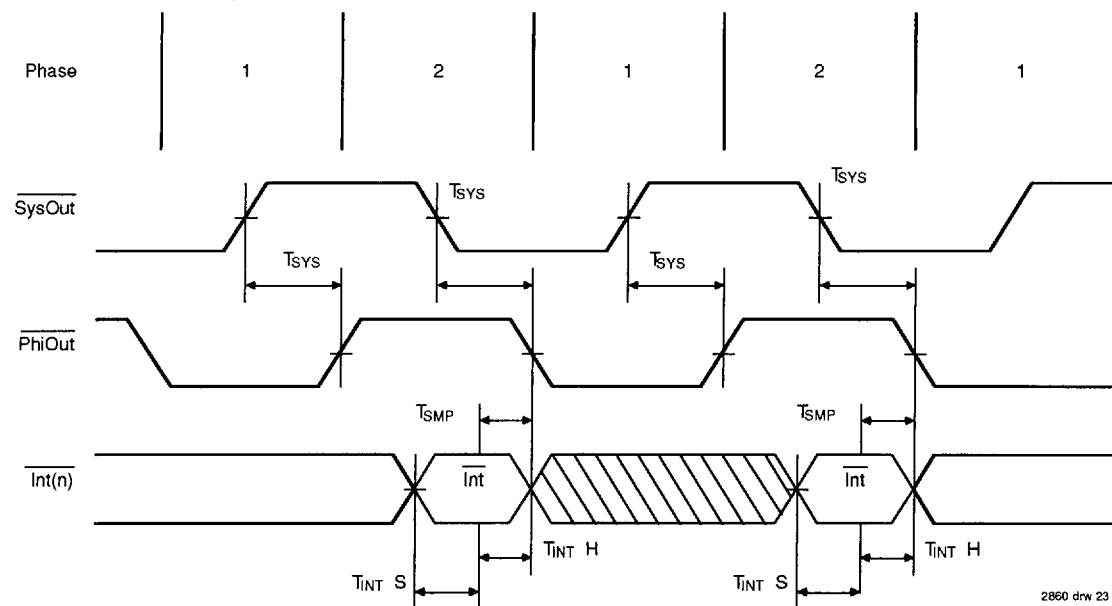 Phase 1 2 1 2 1
SysOut TSYS TSYS
TSYS TSYS
PhiOut
TSMP TSMP
Int(n) Int Int
TINT H TINT H
TINT S TINT S
2860 drw 23